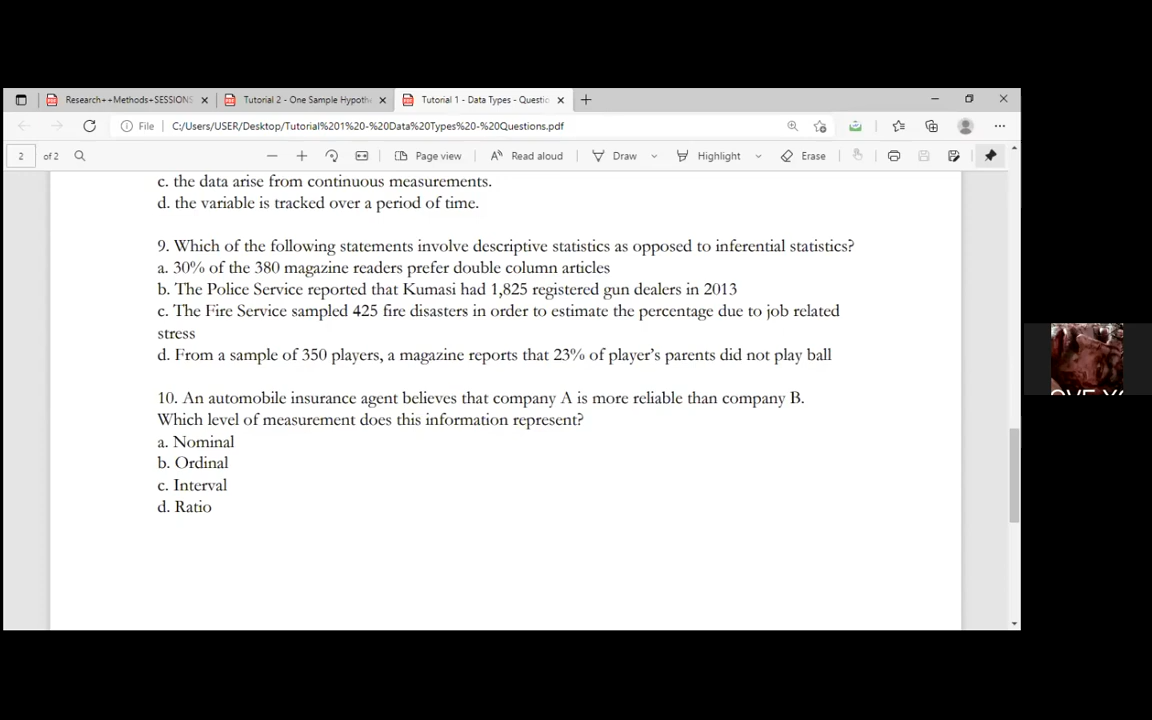 Research++Methods+SESSIONS
Tutorial 2 - One Sample Hypoth
Tutorial 1 - Data Types - Questio
File
C:/Users/USER/Desktop/Tutorial%201%20-%20Data%20Types%20-%20Questions.pdf
2
of 2
Page view
Read aloud
Draw
Highlight
Erase
c. the data arise from continuous measurements.
d. the variable is tracked over a period of time.
9. Which of the following statements involve descriptive statistics as opposed to inferential statistics?
a. 30% of the 380 magazine readers prefer double column articles
b. The Police Service reported that Kumasi had 1,825 registered gun dealers in 2013
c. The Fire Service sampled 425 fire disasters in order to estimate the percentage due to job related
stress
d. From a sample of 350 players, a magazine reports that 23% of player's parents did not play ball
10. An automobile insurance agent believes that company A is more reliable than company B.
Which level of measurement does this information represent?
a. Nominal
b. Ordinal
c. Interval
d. Ratio